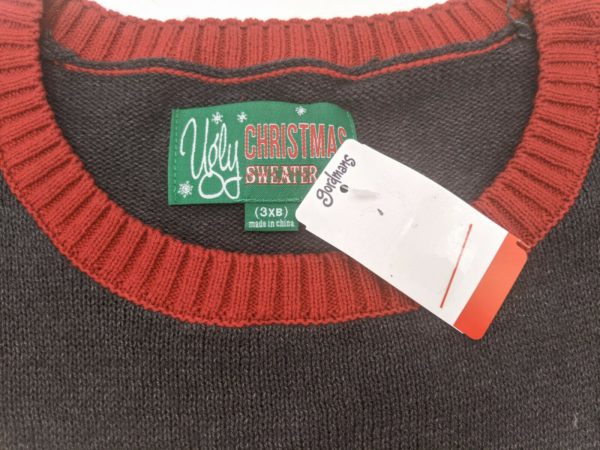 Ugly CHRISTMAS
SWEATER
(3XB)
made in china
gordmans